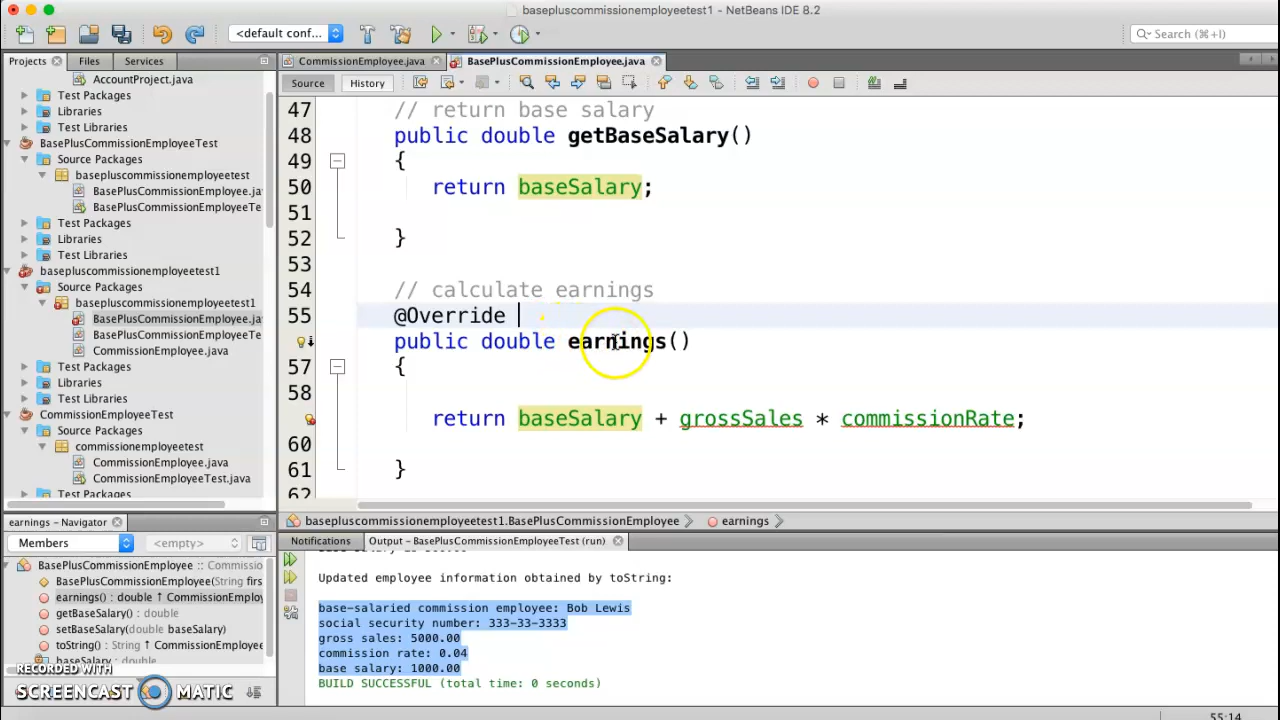 basepluscommissionemployeetest1 - NetBeans IDE 8.2
<default conf...
Search (⌘+I)
Projects
Files
Services
CommissionEmployee.java
BasePlusCommissionEmployee.java
Source
History
AccountProject.java
Test Packages
Libraries
Test Libraries
BasePlusCommissionEmployeeTest
Source Packages
basepluscommissionemployeetest
BasePlusCommissionEmployee.ja
BasePlusCommissionEmployeeTe
Test Packages
Libraries
Test Libraries
basepluscommissionemployeetest1
Source Packages
basepluscommissionemployeetest1
BasePlusCommissionEmployee.ja
BasePlusCommissionEmployeeTe
CommissionEmployee.java
Test Packages
Libraries
Test Libraries
CommissionEmployeeTest
Source Packages
commissionemployeetest
CommissionEmployee.java
CommissionEmployeeTest.java
Test Packages
47 // return base salary
48 public double getBaseSalary()
49 {
50 return baseSalary;
51
52 }
53
54 // calculate earnings
55 @Override
public double earnings()
57 {
58
return baseSalary + grossSales * commissionRate;
60
61 }
62
basepluscommissionemployeetest1.BasePlusCommissionEmployee
earnings
earnings - Navigator
Members
<empty>
BasePlusCommissionEmployee :: Commissio
BasePlusCommissionEmployee(String firs
earnings() : double ↑ CommissionEmploy
getBaseSalary() : double
setBaseSalary(double baseSalary)
toString() : String ↑ CommissionEmployee
baseSalary : double
RECORDED WITH
SCREENCAST MATIC
Notifications
Output - BasePlusCommissionEmployeeTest (run)
Updated employee information obtained by toString:
base-salaried commission employee: Bob Lewis
social security number: 333-33-3333
gross sales: 5000.00
commission rate: 0.04
base salary: 1000.00
BUILD SUCCESSFUL (total time: 0 seconds)
55:14